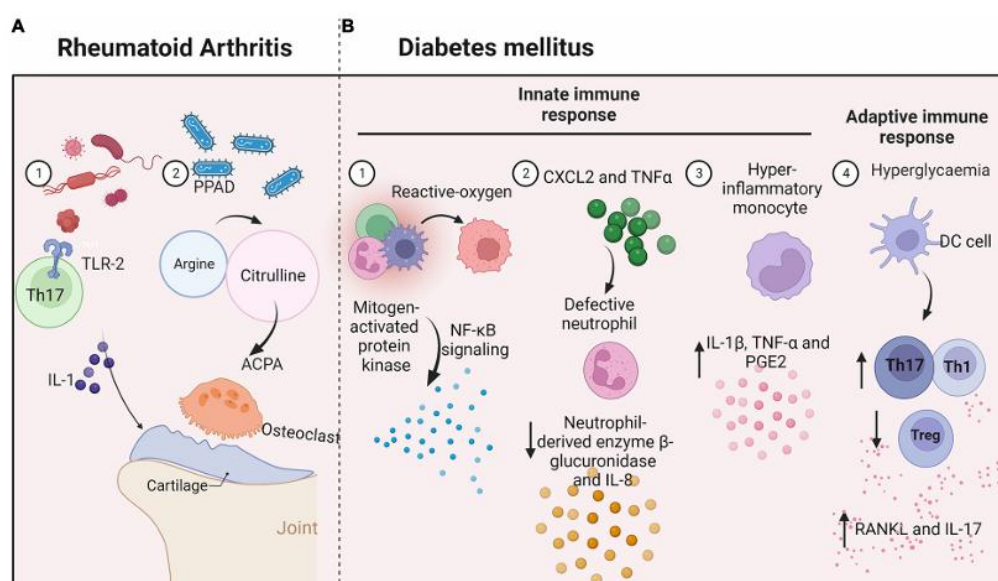 A
Rheumatoid Arthritis
1
2
PPAD
TLR-2
Th17
Argine
Citrulline
ACPA
IL-1
Osteoclast
Cartilage
Joint
B
Diabetes mellitus
Innate immune
response
1
Reactive-oxygen
Mitogen-
activated
protein
kinase
NF-κB
signaling
2
CXCL2 and TNFα
Defective
neutrophil
Neutrophil-
derived enzyme β-
glucuronidase
and IL-8
3
Hyper-
inflammatory
monocyte
IL-1β, TNF-α and
PGE2
Adaptive immune
response
4
Hyperglycaemia
DC cell
Th17
Th1
Treg
RANKL and IL-17